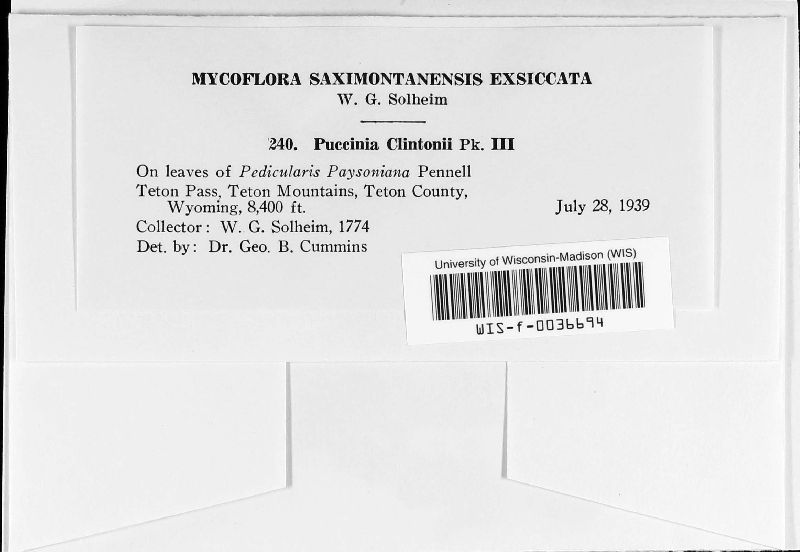 MYCOFLORA SAXIMONTANENSIS EXSICCATA
W. G. Solheim
240. Puccinia Clintonii Pk. III
On leaves of Pedicularis Paysoniana Pennell
Teton Pass, Teton Mountains, Teton County,
Wyoming, 8,400 ft. July 28, 1939
Collector: W. G. Solheim, 1774
Det. by: Dr. Geo. B. Cummins
University of Wisconsin-Madison (WIS)
WIS-f-0036694